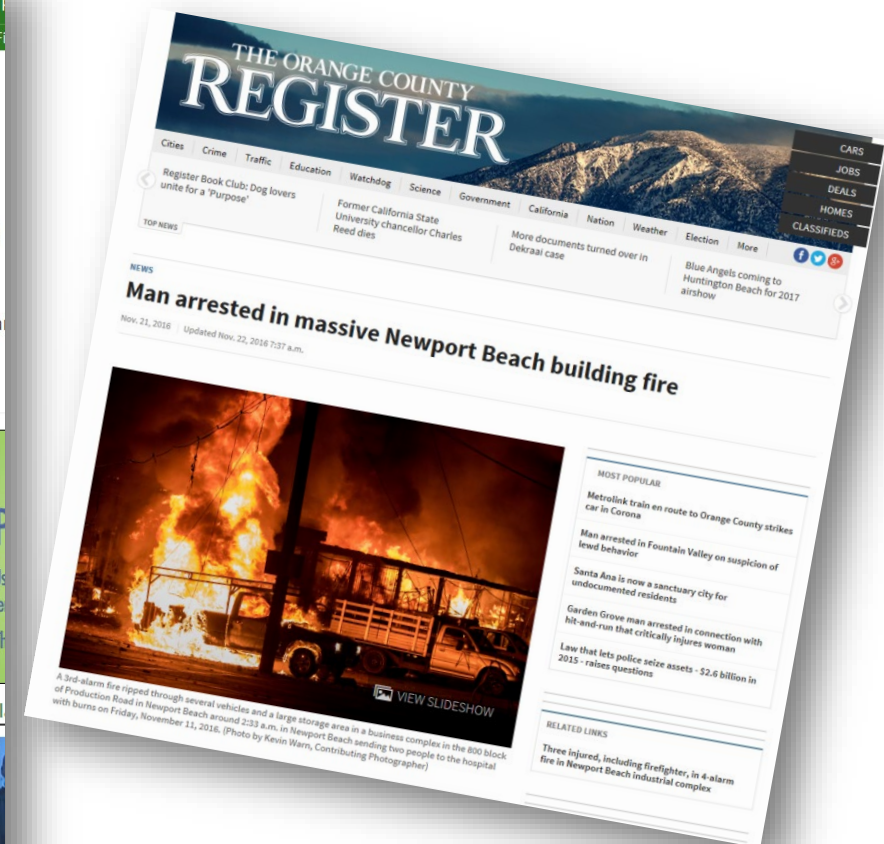 THE ORANGE COUNTY
REGISTER
CARS
JOBS
DEALS
HOMES
CLASSIFIEDS
Cities Crime Traffic Education Watchdog Science Government California Nation Weather Election More
Register Book Club: Dog lovers
unite for a 'Purpose'
Former California State
University chancellor Charles
Reed dies
More documents turned over in
Dekraai case
Blue Angels coming to
Huntington Beach for 2017
airshow
TOP NEWS
NEWS
Man arrested in massive Newport Beach building fire
Nov. 21, 2016 Updated Nov. 22, 2016 7:37 a.m.
VIEW SLIDESHOW
A 3rd-alarm fire ripped through several vehicles and a large storage area in a business complex in the 800 block
of Production Road in Newport Beach around 2:33 a.m. in Newport Beach sending two people to the hospital
with burns on Friday, November 11, 2016. (Photo by Kevin Warn, Contributing Photographer)
MOST POPULAR
Metrolink train en route to Orange County strikes
car in Corona
Man arrested in Fountain Valley on suspicion of
lewd behavior
Santa Ana is now a sanctuary city for
undocumented residents
Garden Grove man arrested in connection with
hit-and-run that critically injures woman
Law that lets police seize assets - $2.6 billion in
2015 - raises questions
RELATED LINKS
Three injured, including firefighter, in 4-alarm
fire in Newport Beach industrial complex